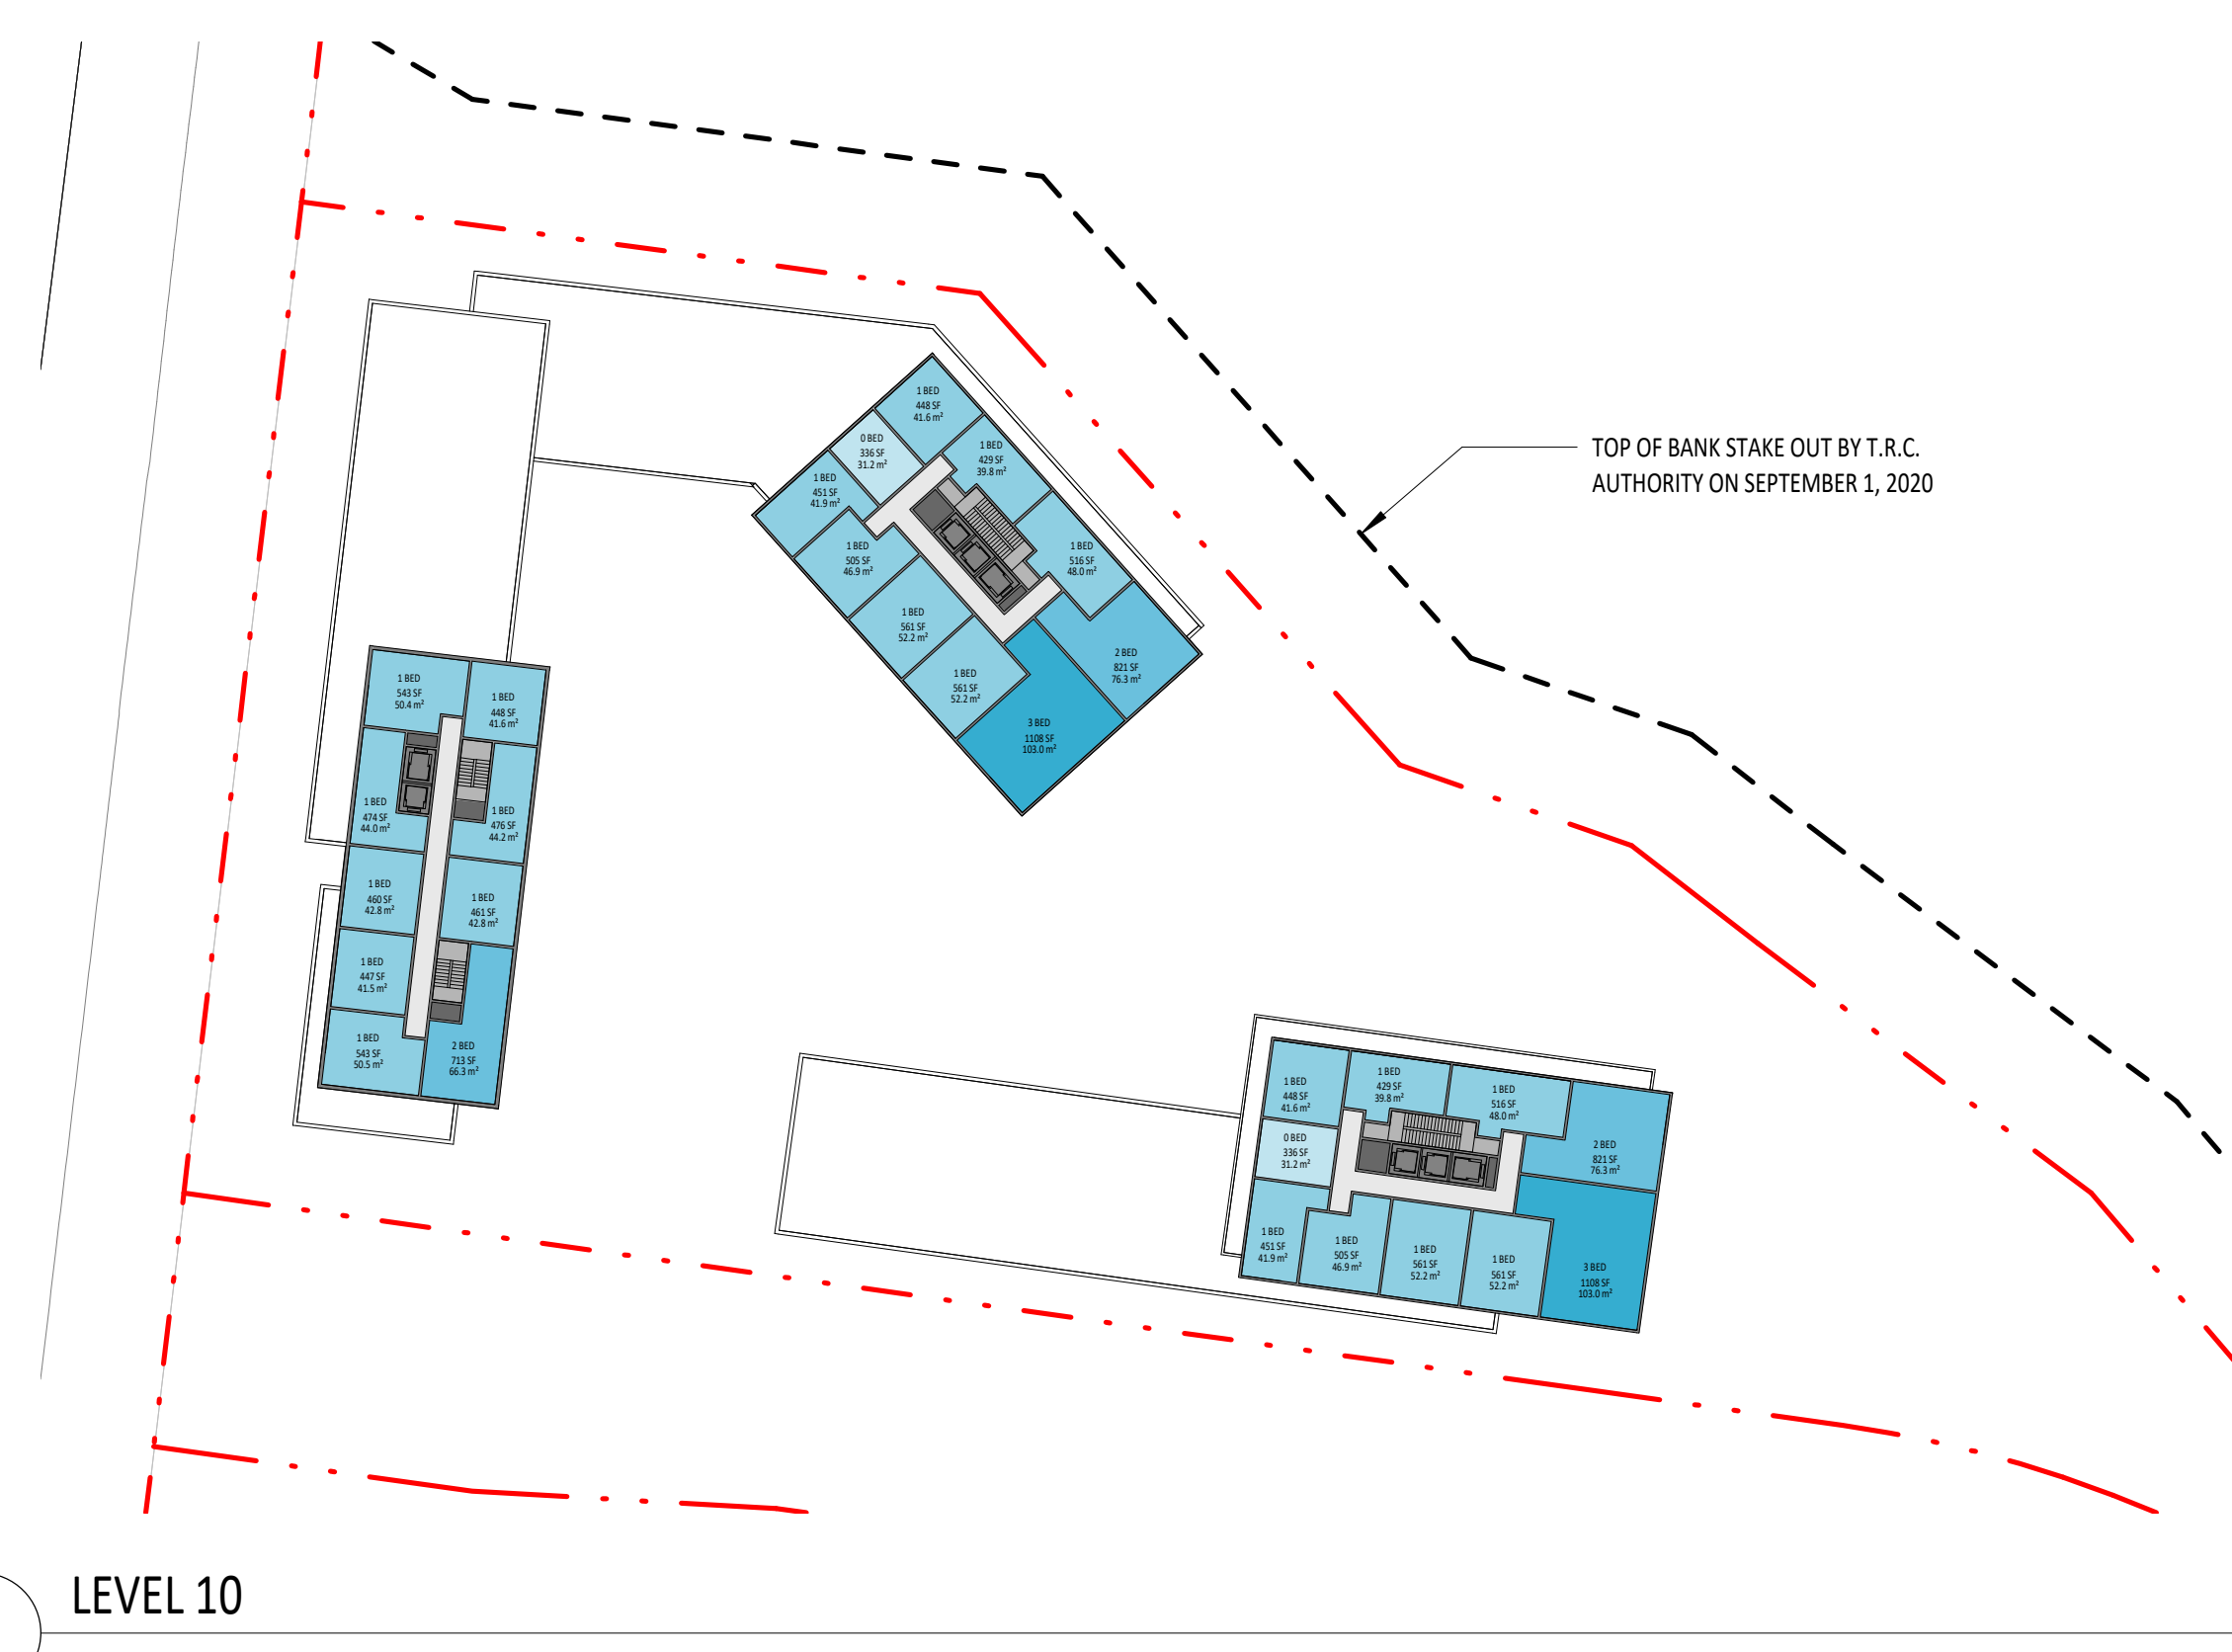 1 BED
448 SF
41.6 m²
0 BED
336 SF
31.2 m²
1 BED
429 SF
39.8 m²
1 BED
451 SF
41.9 m²
1 BED
505 SF
46.9 m²
1 BED
516 SF
48.0 m²
1 BED
561 SF
52.2 m²
1 BED
561 SF
52.2 m²
2 BED
821 SF
76.3 m²
3 BED
1108 SF
103.0 m²
TOP OF BANK STAKE OUT BY T.R.C.
AUTHORITY ON SEPTEMBER 1, 2020
1 BED
543 SF
50.4 m²
1 BED
448 SF
41.6 m²
1 BED
474 SF
44.0 m²
1 BED
476 SF
44.2 m²
1 BED
460 SF
42.8 m²
1 BED
461 SF
42.8 m²
1 BED
447 SF
41.5 m²
1 BED
543 SF
50.5 m²
2 BED
713 SF
66.3 m²
1 BED
448 SF
41.6 m²
1 BED
429 SF
39.8 m²
1 BED
516 SF
48.0 m²
0 BED
336 SF
31.2 m²
2 BED
821 SF
76.3 m²
1 BED
451 SF
41.9 m²
1 BED
505 SF
46.9 m²
1 BED
561 SF
52.2 m²
1 BED
561 SF
52.2 m²
3 BED
1108 SF
103.0 m²
LEVEL 10